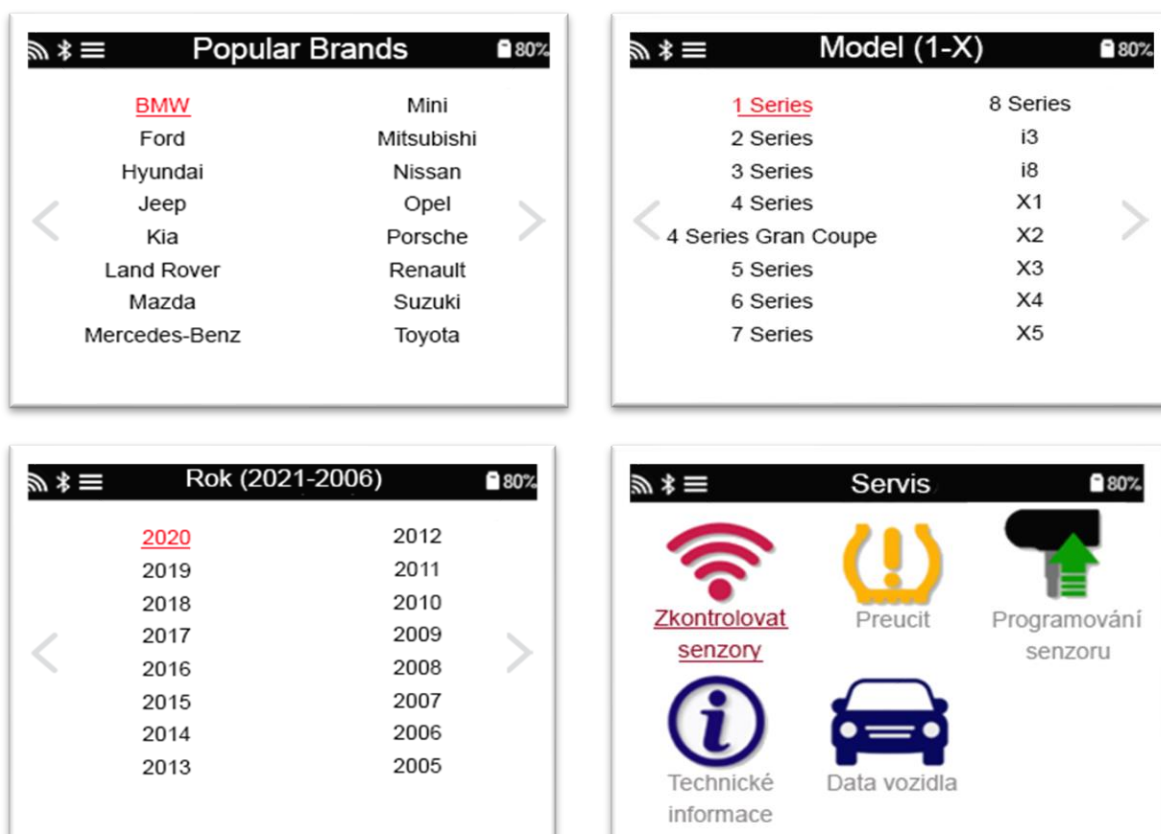 Popular Brands
80%
BMW
Mini
Ford
Mitsubishi
Hyundai
Nissan
Jeep
Opel
Kia
Porsche
Land Rover
Renault
Mazda
Suzuki
Mercedes-Benz
Toyota
Model (1-X)
80%
1 Series
8 Series
2 Series
i3
3 Series
i8
4 Series
X1
4 Series Gran Coupe
X2
5 Series
X3
6 Series
X4
7 Series
X5
Rok (2021-2006)
80%
2020
2012
2019
2011
2018
2010
2017
2009
2016
2008
2015
2007
2014
2006
2013
2005
Servis
80%
Zkontrolovat
senzory
Preucit
Programování
senzoru
Technické
informace
Data vozidla